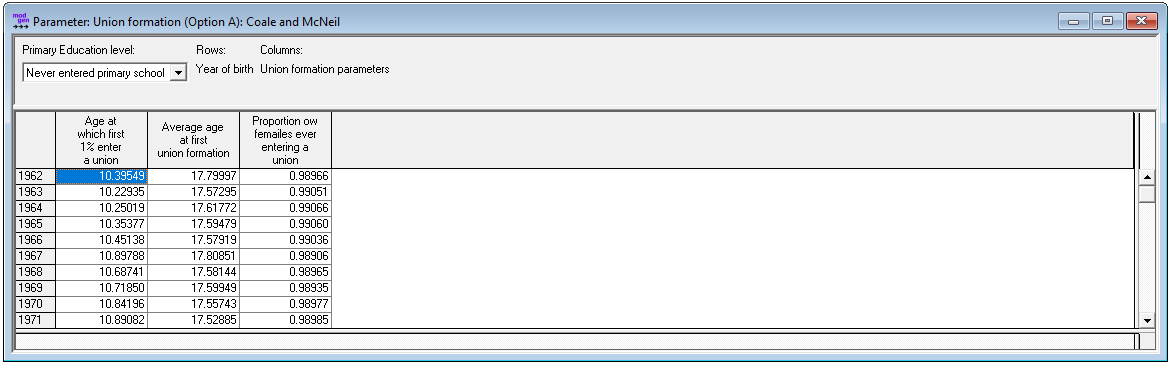 mod
gen
Parameter: Union formation (Option A): Coale and McNeil
Primary Education level: Rows: Columns:
Never entered primary school Year of birth Union formation parameters
Age at
which first
1% enter
a union
Average age
at first
union formation
Proportion ow
femailes ever
entering a
union
1962 10.39549 17.79997 0.98966
1963 10.22935 17.57295 0.99051
1964 10.25019 17.61772 0.99066
1965 10.35377 17.59479 0.99060
1966 10.45138 17.57919 0.99036
1967 10.89788 17.80851 0.98906
1968 10.68741 17.58144 0.98965
1969 10.71850 17.59949 0.98935
1970 10.84196 17.55743 0.98977
1971 10.89082 17.52885 0.98985